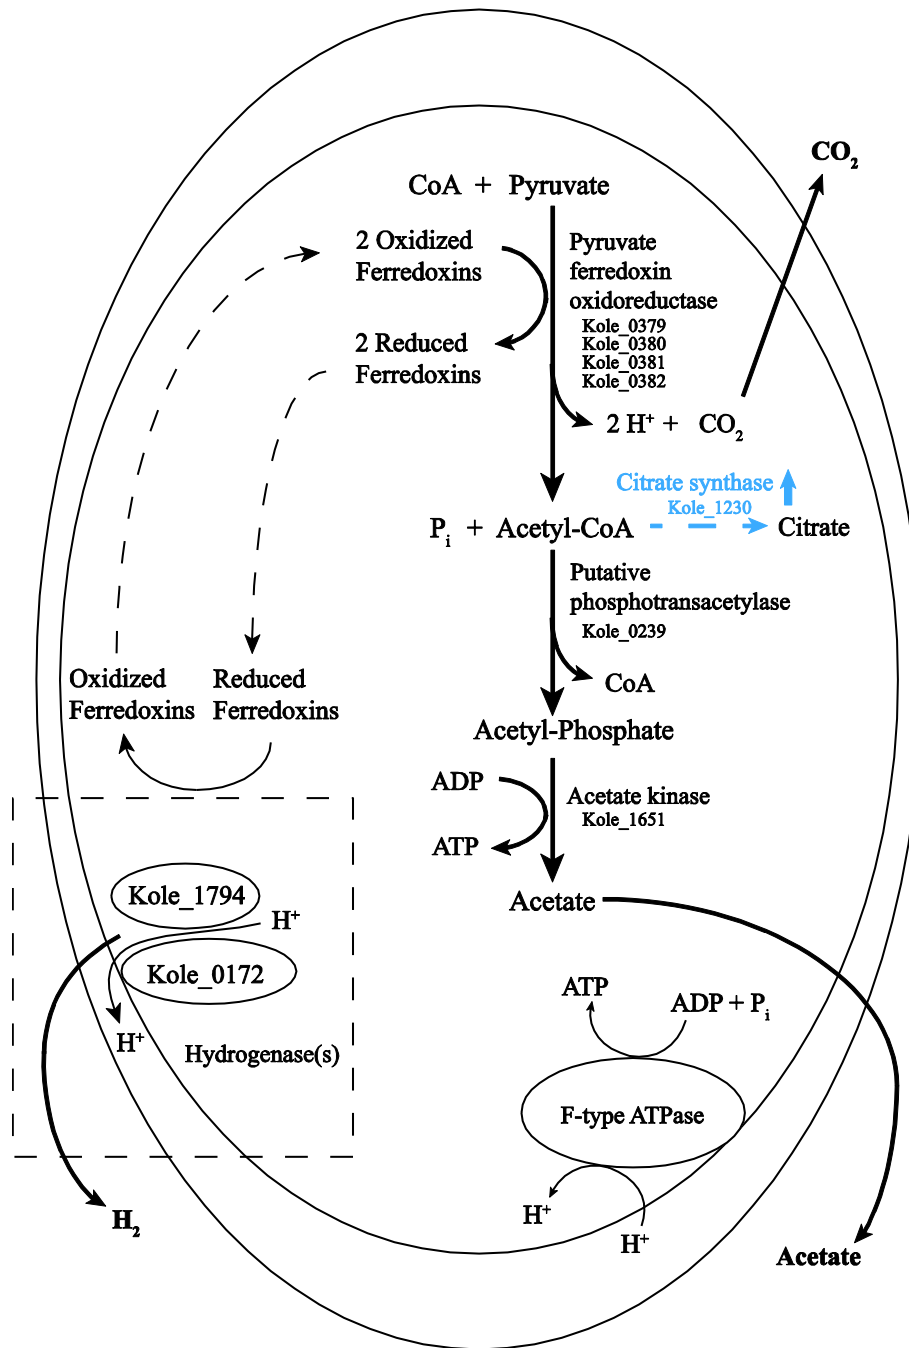 CO₂
CoA + Pyruvate
2 Oxidized
Ferredoxins
Pyruvate
ferredoxin
oxidoreductase
Kole_0379
Kole_0380
Kole_0381
Kole_0382
2 Reduced
Ferredoxins
2 H⁺ + CO₂
Citrate synthase
Kole_1230
Pᵢ + Acetyl-CoA
Citrate
Putative
phosphotransacetylase
Kole_0239
CoA
Oxidized
Ferredoxins
Reduced
Ferredoxins
Acetyl-Phosphate
ADP
ATP
Acetate kinase
Kole_1651
Acetate
Kole_1794
H⁺
Kole_0172
H⁺
Hydrogenase(s)
ATP
ADP + Pᵢ
F-type ATPase
H⁺
H⁺
H₂
Acetate